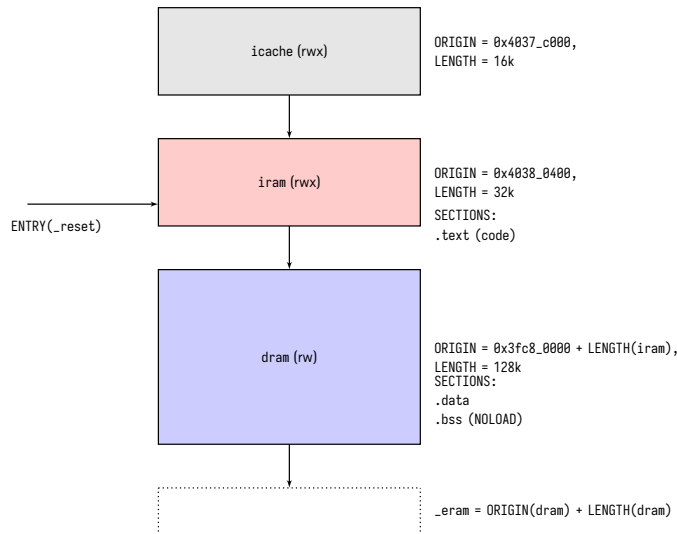 icache (rwx)
ORIGIN = 0x4037_c000,
LENGTH = 16k
iram (rwx)
ORIGIN = 0x4038_0400,
LENGTH = 32k
SECTIONS:
.text (code)
ENTRY(_reset)
dram (rw)
ORIGIN = 0x3fc8_0000 + LENGTH(iram),
LENGTH = 128k
SECTIONS:
.data
.bss (NOLOAD)
_eram = ORIGIN(dram) + LENGTH(dram)